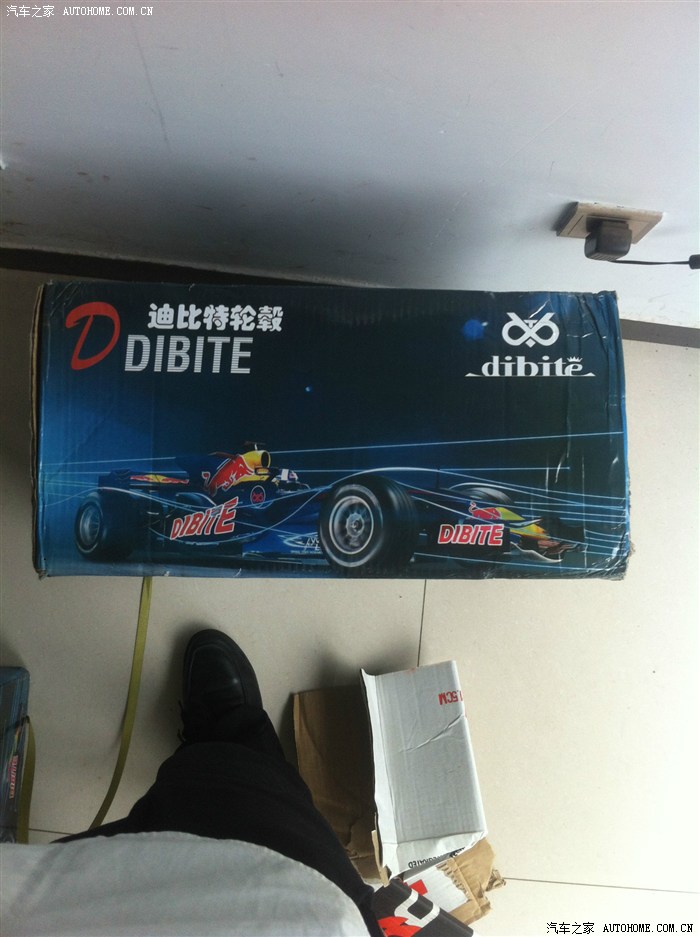 汽车之家 AUTOHOME.COM.CN
D
迪比特轮毂
DIBITE
dibite
DIBITE
DIBITE
.5CM
汽车之家 AUTOHOME.COM.CN